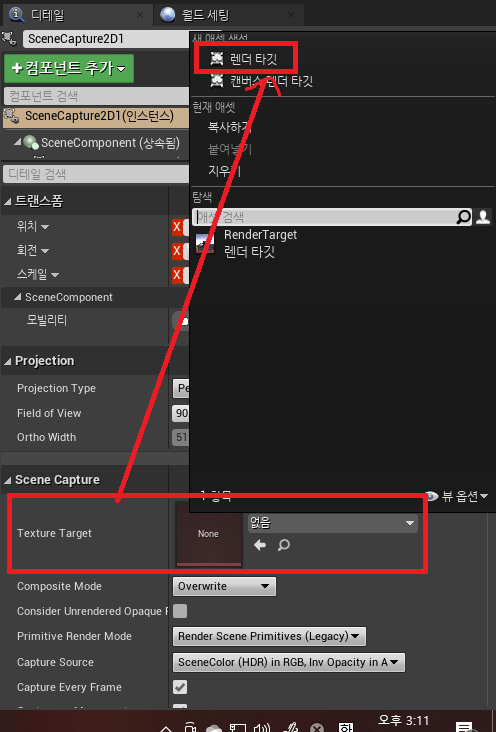 디테일
월드 세팅
SceneCapture2D1
새 애셋 생성
렌더 타깃
캔버스 렌더 타깃
+컴포넌트 추가
컴포넌트 검색
현재 애셋
SceneCapture2D1(인스턴스)
복사하기
SceneComponent (상속됨)
붙여넣기
지우기
디테일 검색
탐색
트랜스폼
애셋 검색
위치
X
RenderTarget
렌더 타깃
회전
X
스케일
X
SceneComponent
모빌리티
Projection
Projection Type
Pe
Field of View
90
Ortho Width
51
Scene Capture
1 항목
뷰 옵션
Texture Target
None
없음
Composite Mode
Overwrite
Consider Unrendered Opaque
Primitive Render Mode
Render Scene Primitives (Legacy)
Capture Source
SceneColor (HDR) in RGB, Inv Opacity in A
Capture Every Frame
한
오후 3:11